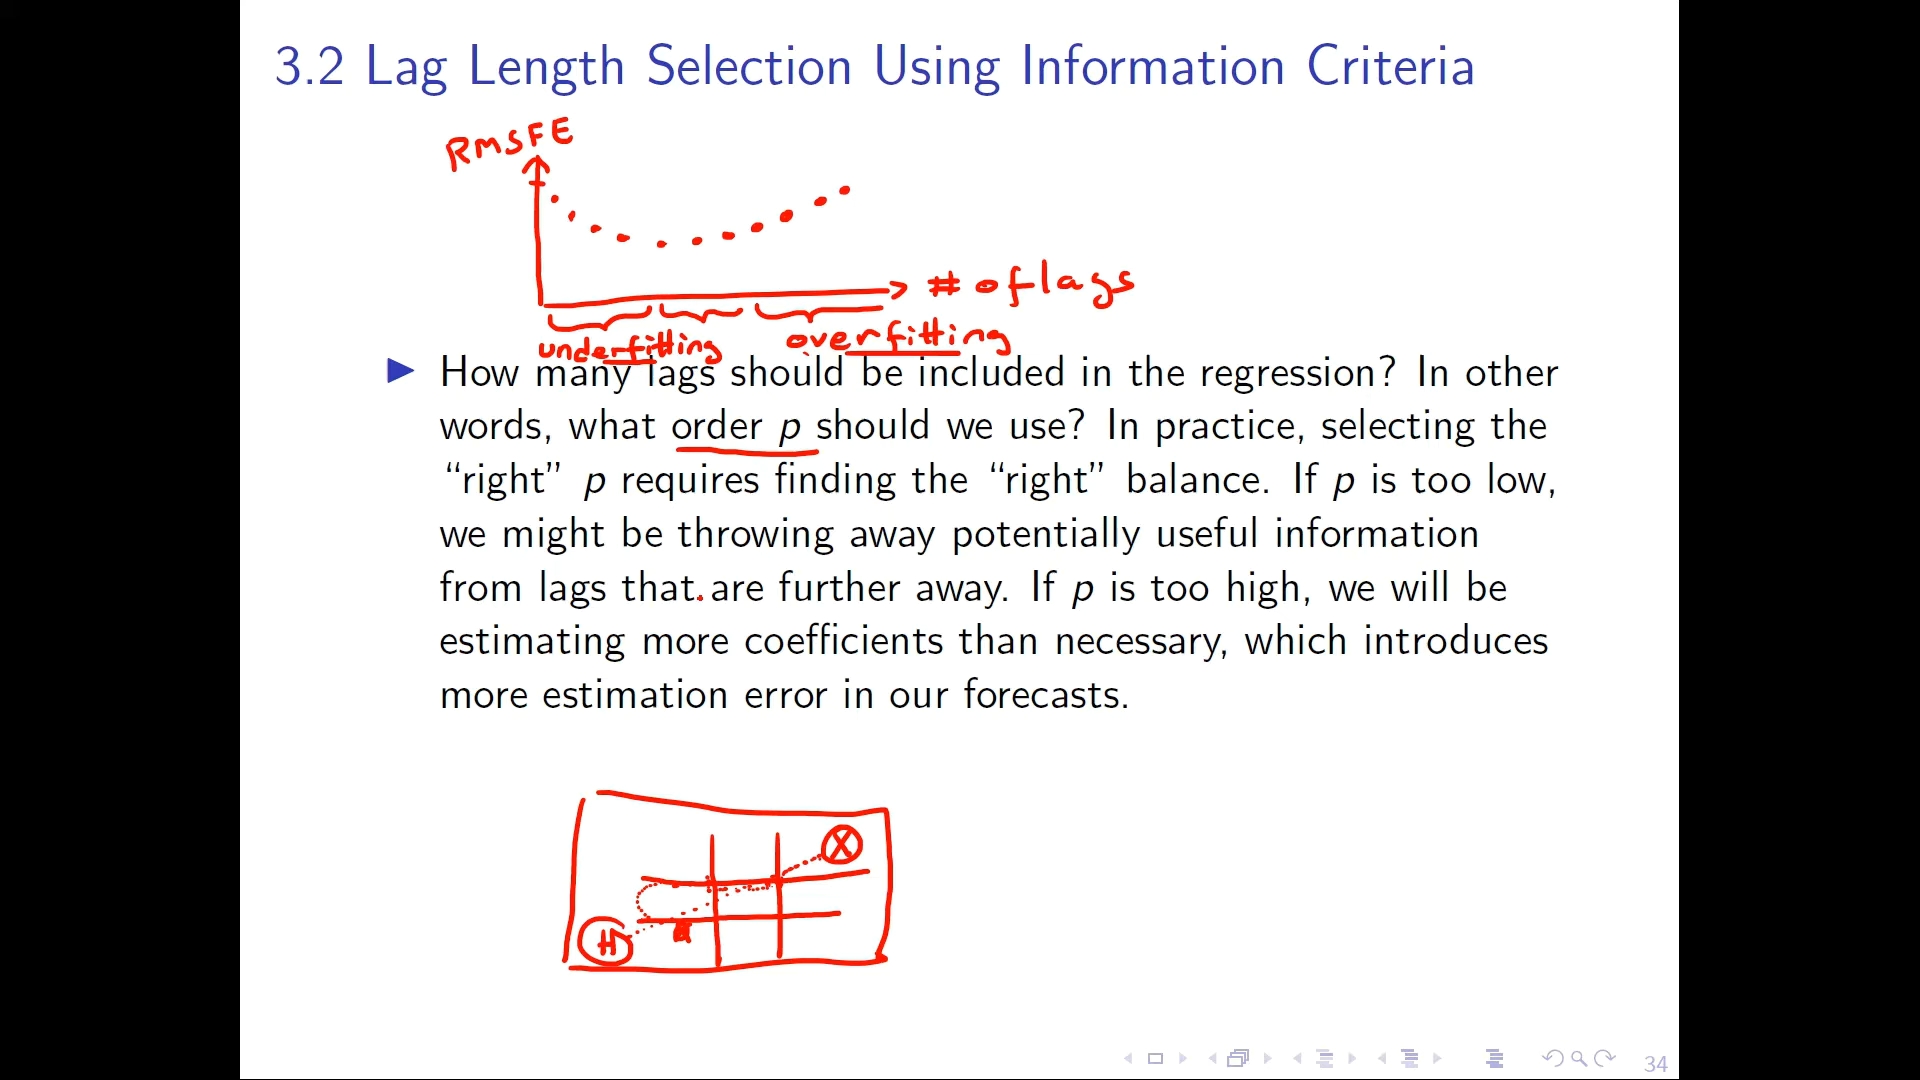 3.2 Lag Length Selection Using Information Criteria
RMSFE
# of lags
underfitting
overfitting
▶ How many lags should be included in the regression? In other
words, what order p should we use? In practice, selecting the
“right” p requires finding the “right” balance. If p is too low,
we might be throwing away potentially useful information
from lags that are further away. If p is too high, we will be
estimating more coefficients than necessary, which introduces
more estimation error in our forecasts.
X
H
34